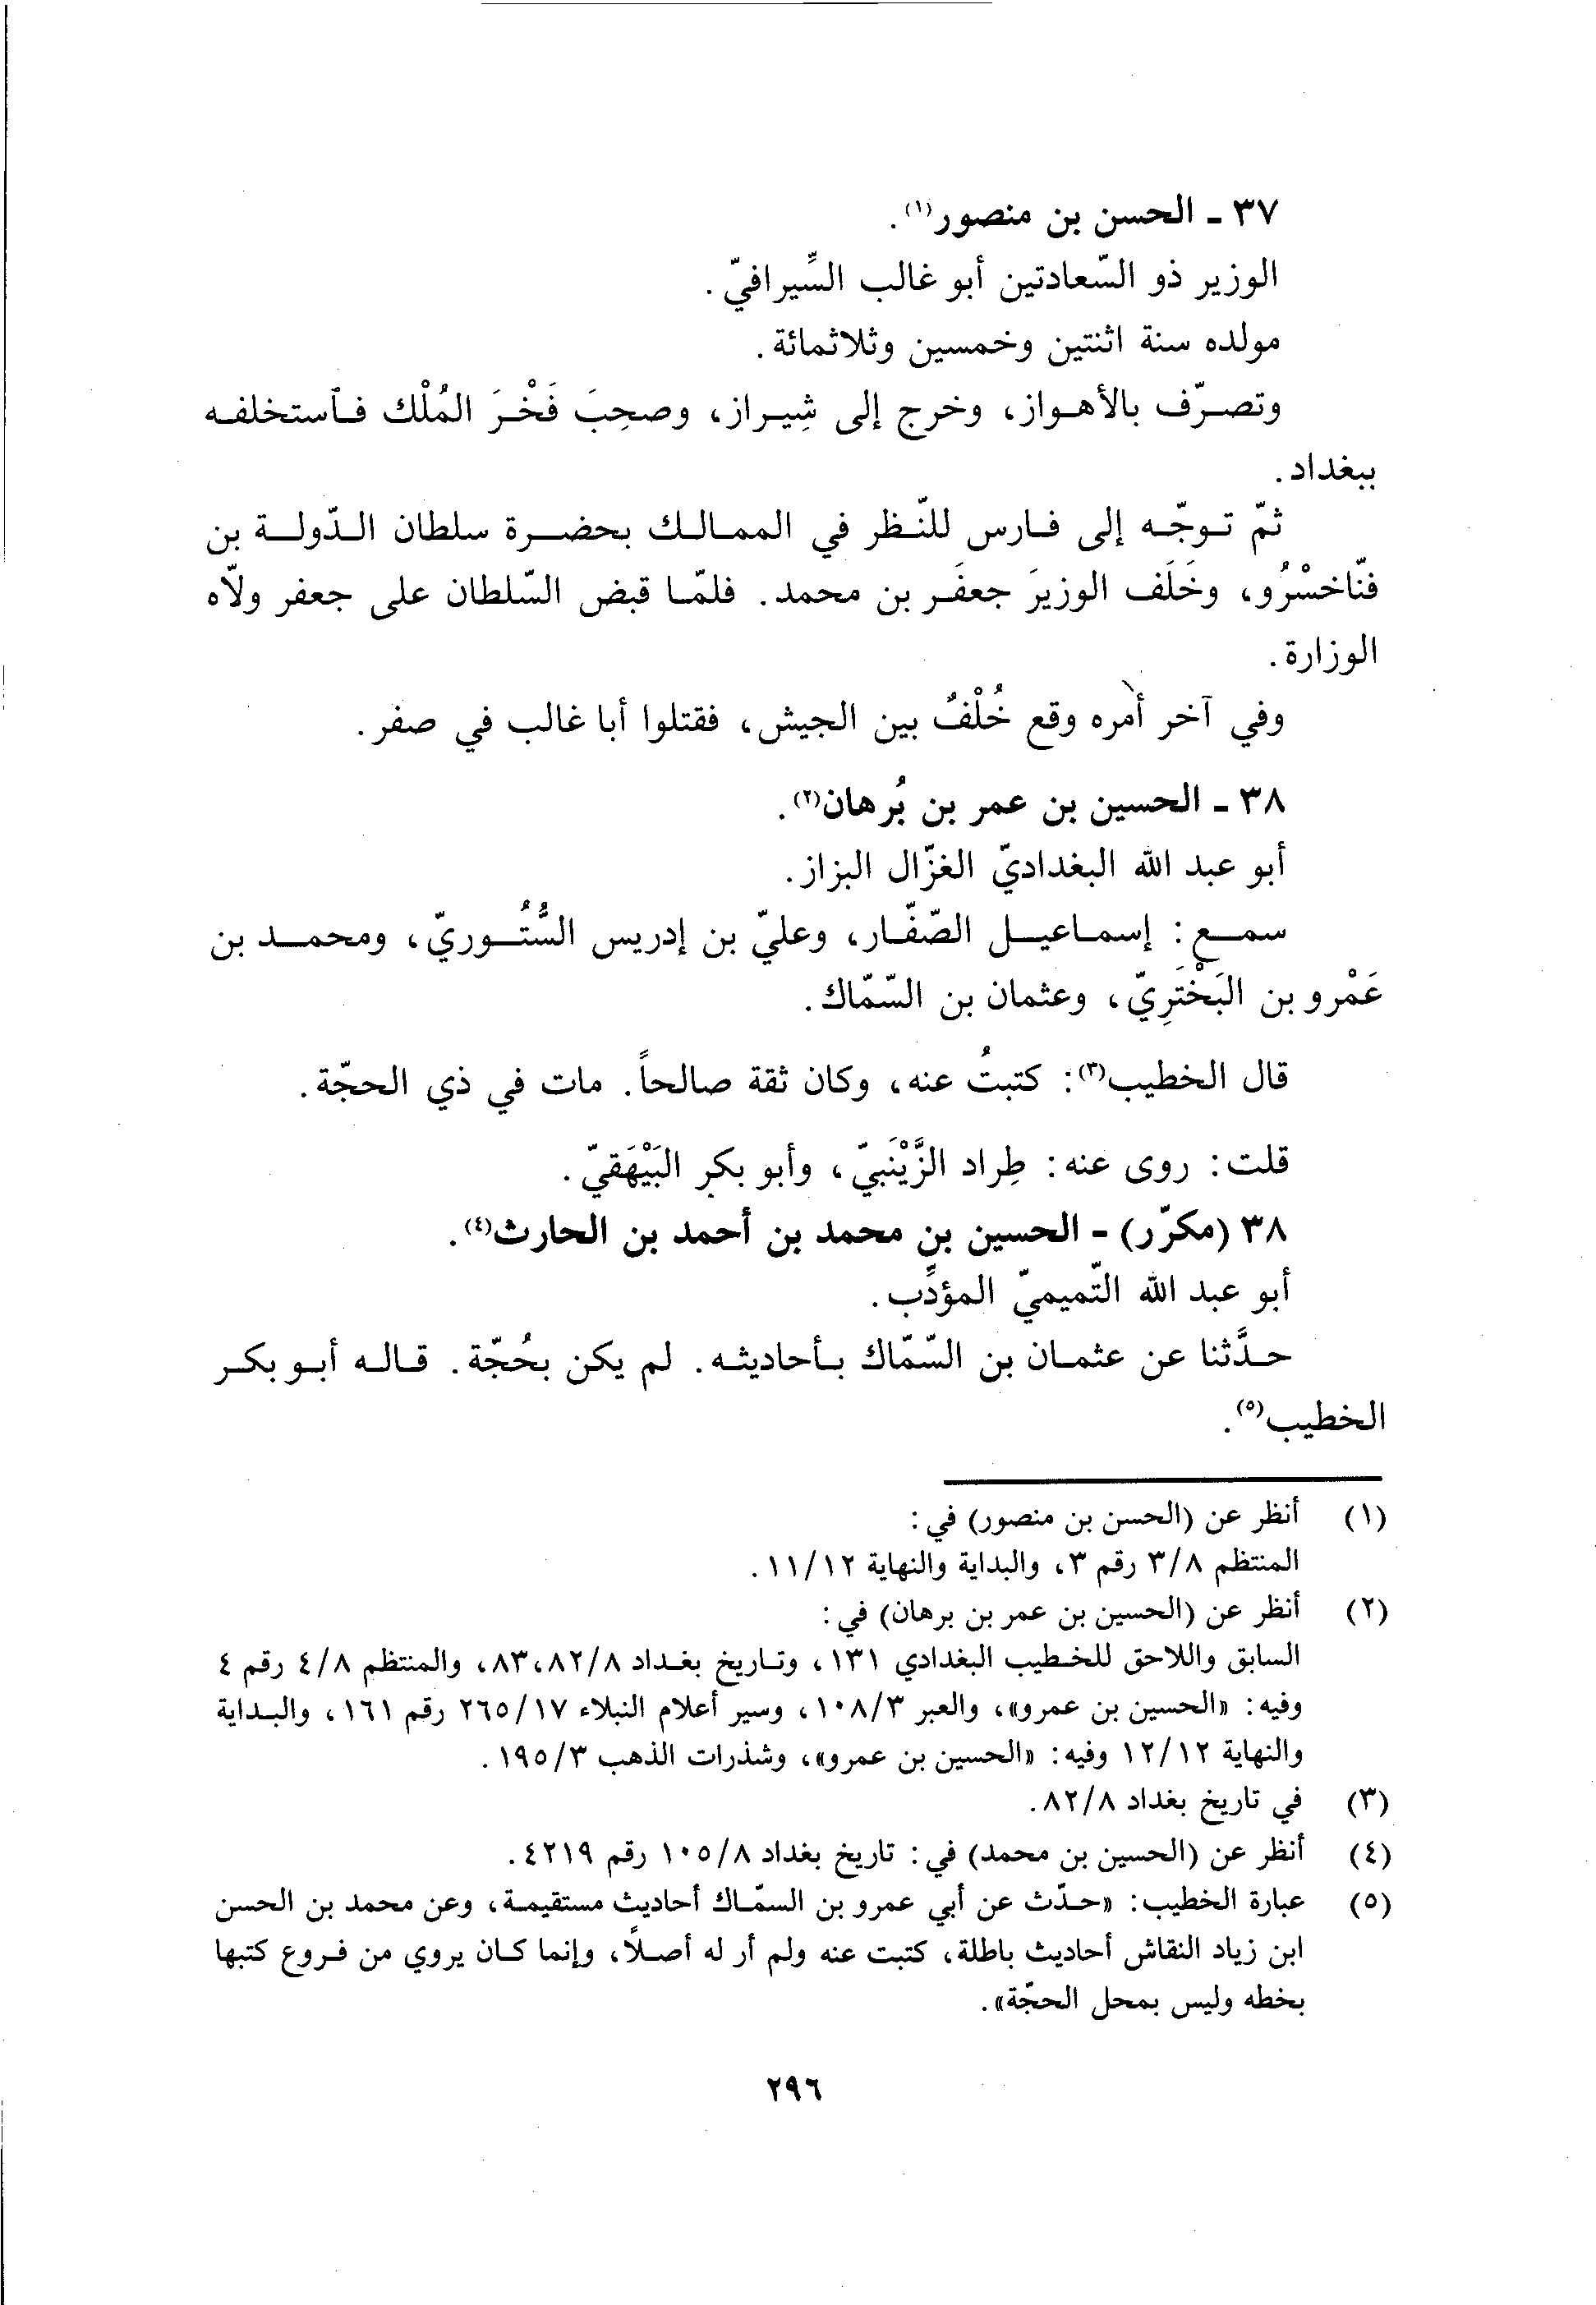 ٣٧ - الحسن بن منصور(١).
الوزير ذو السّعادتين أبو غالب السِّيرافيّ.
مولده سنة اثنتين وخمسين وثلاثمائة.
وتصرّف بالأهواز، وخرج إلى شِيراز، وصحِبَ فَخْرَ المُلْك فٱستخلفه
ببغداد.
ثمّ توجّه إلى فارس للنّظر في الممالك بحضرة سلطان الدّولة بن
فنّاخسْرُو، وخَلَف الوزيرَ جعفَر بن محمد. فلمّا قبض السّلطان على جعفر ولّاه
الوزارة.
وفي آخر أمره وقع خُلْفٌ بين الجيش، فقتلوا أبا غالب في صفر.
٣٨ - الحسين بن عمر بن بُرهان(٢).
أبو عبد الله البغداديّ الغزّال البزاز.
سمع: إسماعيل الصّفّار، وعليّ بن إدريس السُّتُوريّ، ومحمد بن
عَمْرو بن البَخْتَرِيّ، وعثمان بن السّمّاك.
قال الخطيب(٣): كتبتُ عنه، وكان ثقة صالحاً. مات في ذي الحجّة.
قلت: روى عنه: طِراد الزَّيْنَبيّ، وأبو بكر البَيْهَقيّ.
٣٨ (مكرّر) - الحسين بن محمد بن أحمد بن الحارث(٤).
أبو عبد الله التّميميّ المؤدِّب.
حدَّثنا عن عثمان بن السّمّاك بأحاديثه. لم يكن بحُجّة. قاله أبو بكر
الخطيب(٥).
(١) أنظر عن (الحسن بن منصور) في:
المنتظم ٣/٨ رقم ٣، والبداية والنهاية ١١/١٢.
(٢) أنظر عن (الحسين بن عمر بن برهان) في:
السابق واللاحق للخطيب البغدادي ١٣١، وتاريخ بغداد ٨٢/٨، ٨٣، والمنتظم ٤/٨ رقم ٤
وفيه: «الحسين بن عمرو»، والعبر ١٠٨/٣، وسير أعلام النبلاء ٢٦٥/١٧ رقم ١٦١، والبداية
والنهاية ١٢/١٢ وفيه: «الحسين بن عمرو»، وشذرات الذهب ١٩٥/٣.
(٣) في تاريخ بغداد ٨٢/٨.
(٤) أنظر عن (الحسين بن محمد) في: تاريخ بغداد ١٠٥/٨ رقم ٤٢١٩.
(٥) عبارة الخطيب: «حدّث عن أبي عمرو بن السمّاك أحاديث مستقيمة، وعن محمد بن الحسن
ابن زياد النقاش أحاديث باطلة، كتبت عنه ولم أر له أصلاً، وإنما كان يروي من فروع كتبها
بخطه وليس بمحل الحجّة».
٢٩٦